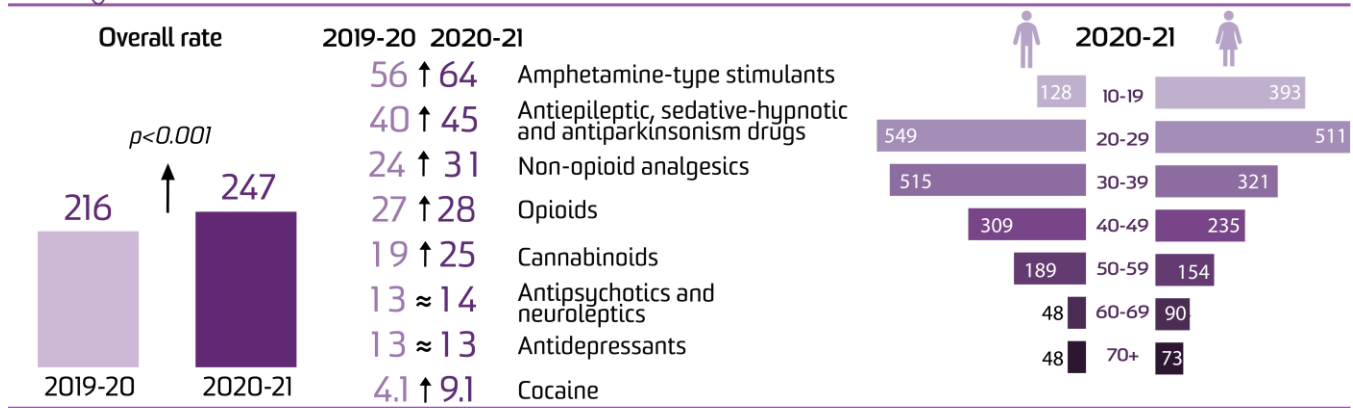 Overall rate
p<0.001
216
247
2019-20
2020-21
2019-20 2020-21
56 ↑ 64 Amphetamine-type stimulants
40 ↑ 45 Antiepileptic, sedative-hypnotic
and antiparkinsonism drugs
24 ↑ 31 Non-opioid analgesics
27 ↑ 28 Opioids
19 ↑ 25 Cannabinoids
13 ≈ 14 Antipsychotics and
neuroleptics
13 ≈ 13 Antidepressants
4.1 ↑ 9.1 Cocaine
2020-21
128 10-19 393
549 20-29 511
515 30-39 321
309 40-49 235
189 50-59 154
48 60-69 90
48 70+ 73